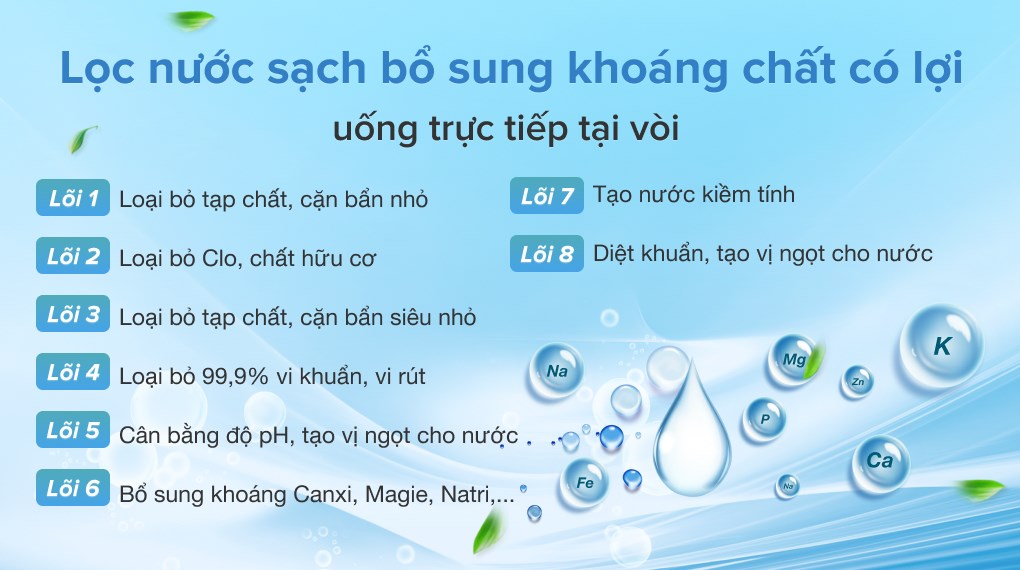 Lọc nước sạch bổ sung khoáng chất có lợi
uống trực tiếp tại vòi
Lõi 1 Loại bỏ tạp chất, cặn bẩn nhỏ
Lõi 2 Loại bỏ Clo, chất hữu cơ
Lõi 3 Loại bỏ tạp chất, cặn bẩn siêu nhỏ
Lõi 4 Loại bỏ 99,9% vi khuẩn, vi rút
Lõi 5 Cân bằng độ pH, tạo vị ngọt cho nước
Lõi 6 Bổ sung khoáng Canxi, Magie, Natri,...
Lõi 7 Tạo nước kiềm tính
Lõi 8 Diệt khuẩn, tạo vị ngọt cho nước
Na
Mg
K
Zn
P
Ca
Fe
Na